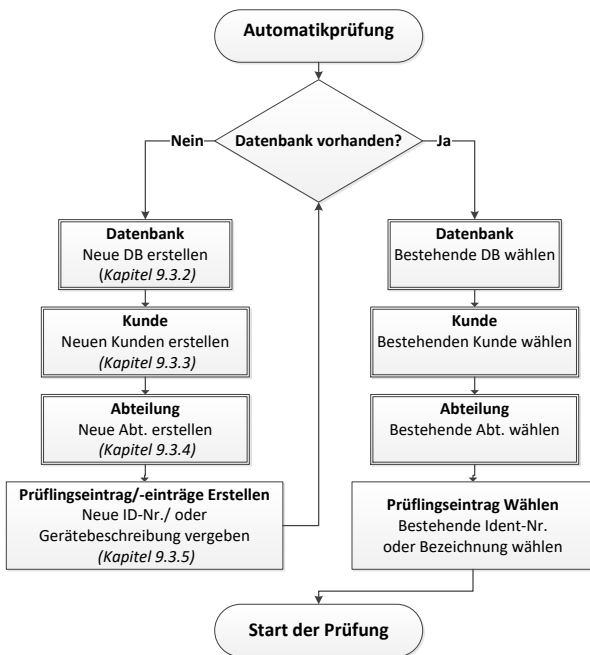 Automatikprüfung
Datenbank vorhanden?
Nein
Ja
Datenbank
Neue DB erstellen
(Kapitel 9.3.2)
Kunde
Neuen Kunden erstellen
(Kapitel 9.3.3)
Abteilung
Neue Abt. erstellen
(Kapitel 9.3.4)
Prüflingseintrag/-einträge Erstellen
Neue ID-Nr./ oder
Gerätebeschreibung vergeben
(Kapitel 9.3.5)
Datenbank
Bestehende DB wählen
Kunde
Bestehenden Kunde wählen
Abteilung
Bestehende Abt. wählen
Prüflingseintrag Wählen
Bestehende Ident-Nr.
oder Bezeichnung wählen
Start der Prüfung